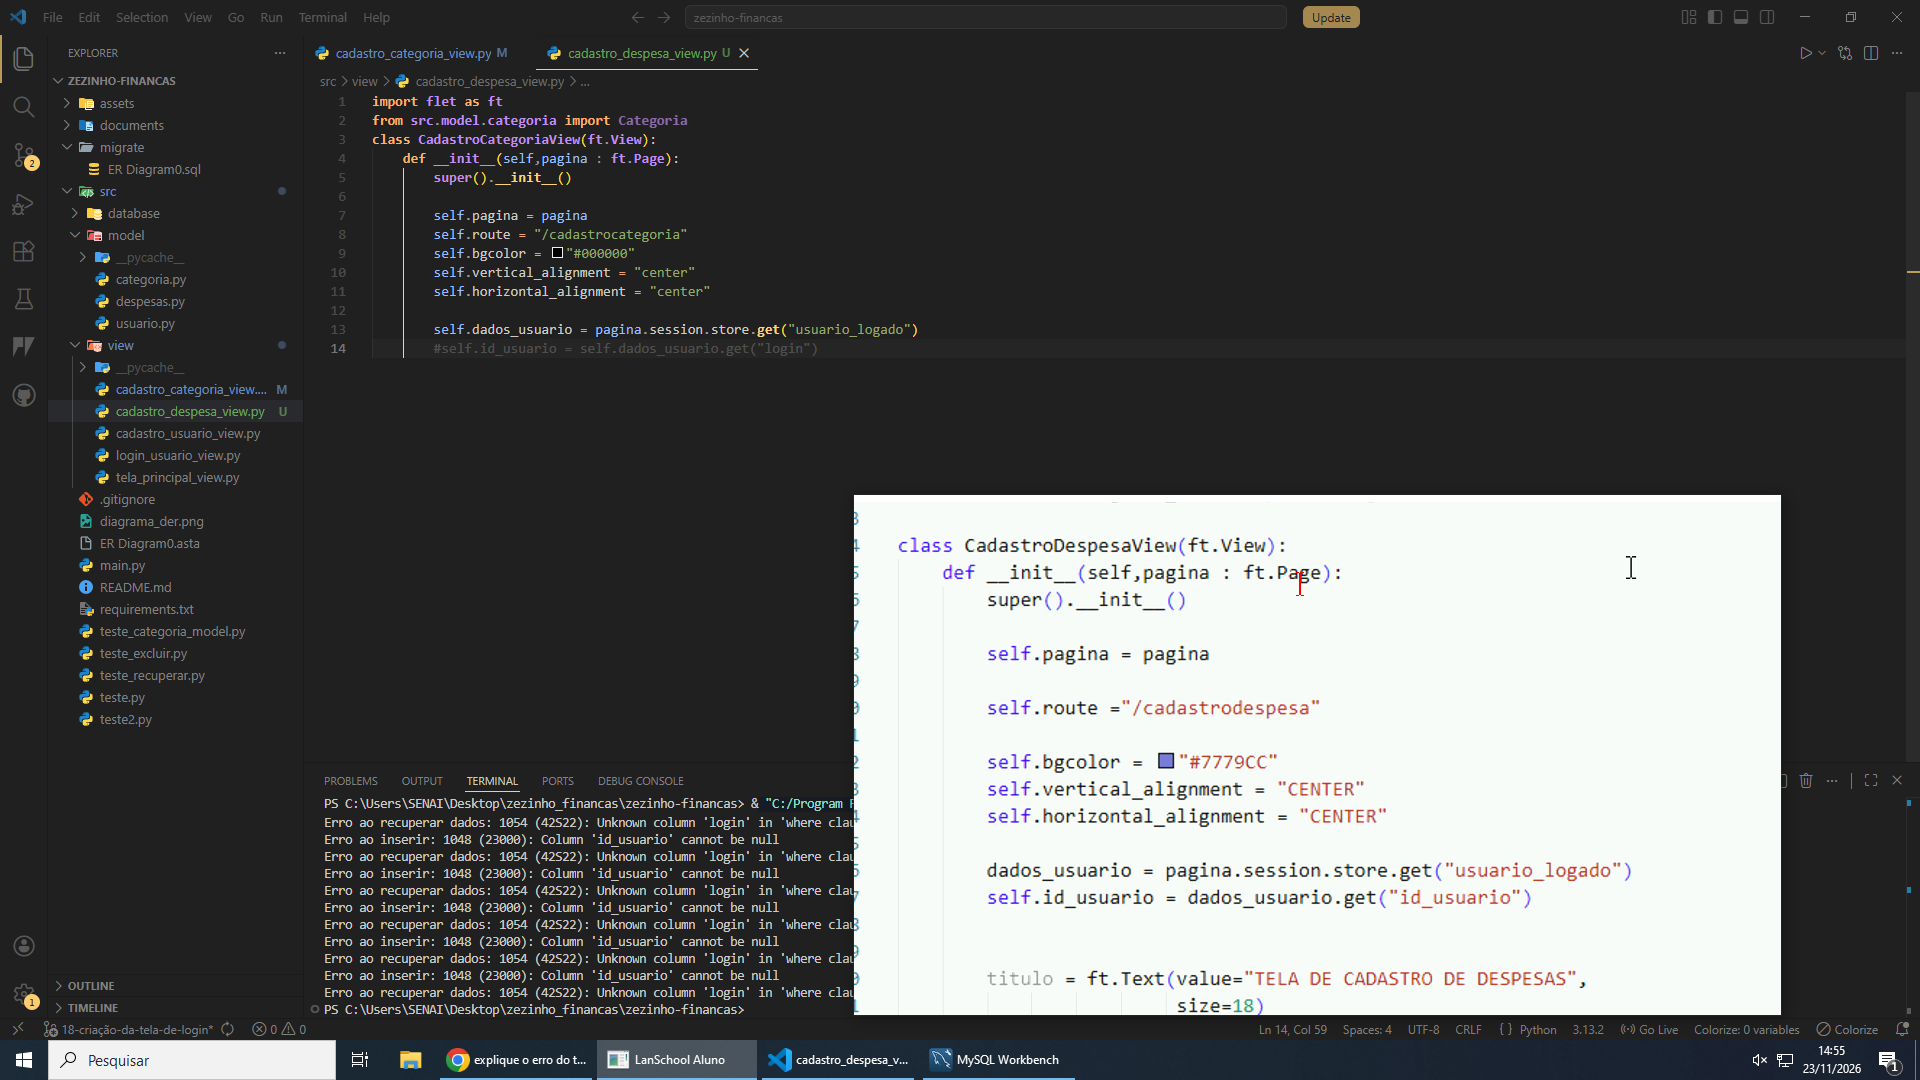 File Edit Selection View Go Run Terminal Help
zezinho-financas
Update
EXPLORER
ZEZINHO-FINANCAS
assets
documents
migrate
ER Diagram0.sql
src
database
model
__pycache__
categoria.py
despesas.py
usuario.py
view
__pycache__
cadastro_categoria_view.... M
cadastro_despesa_view.py U
cadastro_usuario_view.py
login_usuario_view.py
tela_principal_view.py
.gitignore
diagrama_der.png
ER Diagram0.asta
main.py
README.md
requirements.txt
teste_categoria_model.py
teste_excluir.py
teste_recuperar.py
teste.py
teste2.py
OUTLINE
TIMELINE
cadastro_categoria_view.py M
cadastro_despesa_view.py U
src > view > cadastro_despesa_view.py > ...
1 import flet as ft
2 from src.model.categoria import Categoria
3 class CadastroCategoriaView(ft.View):
4 def __init__(self,pagina : ft.Page):
5 super().__init__()
6
7 self.pagina = pagina
8 self.route = "/cadastrocategoria"
9 self.bgcolor = "#000000"
10 self.vertical_alignment = "center"
11 self.horizontal_alignment = "center"
12
13 self.dados_usuario = pagina.session.store.get("usuario_logado")
14 #self.id_usuario = self.dados_usuario.get("login")
class CadastroDespesaView(ft.View):
def __init__(self,pagina : ft.Page):
super().__init__()
self.pagina = pagina
self.route ="/cadastrodespesa"
self.bgcolor = "#7779CC"
self.vertical_alignment = "CENTER"
self.horizontal_alignment = "CENTER"
dados_usuario = pagina.session.store.get("usuario_logado")
self.id_usuario = dados_usuario.get("id_usuario")
titulo = ft.Text(value="TELA DE CADASTRO DE DESPESAS",
size=18)
PROBLEMS OUTPUT TERMINAL PORTS DEBUG CONSOLE
PS C:\Users\SENAI\Desktop\zezinho_financas\zezinho-financas> & "C:/Program
Erro ao recuperar dados: 1054 (42S22): Unknown column 'login' in 'where
Erro ao inserir: 1048 (23000): Column 'id_usuario' cannot be null
Erro ao recuperar dados: 1054 (42S22): Unknown column 'login' in 'where
Erro ao inserir: 1048 (23000): Column 'id_usuario' cannot be null
Erro ao recuperar dados: 1054 (42S22): Unknown column 'login' in 'where
Erro ao inserir: 1048 (23000): Column 'id_usuario' cannot be null
Erro ao recuperar dados: 1054 (42S22): Unknown column 'login' in 'where
Erro ao inserir: 1048 (23000): Column 'id_usuario' cannot be null
Erro ao recuperar dados: 1054 (42S22): Unknown column 'login' in 'where
Erro ao inserir: 1048 (23000): Column 'id_usuario' cannot be null
Erro ao recuperar dados: 1054 (42S22): Unknown column 'login' in 'where
PS C:\Users\SENAI\Desktop\zezinho_financas\zezinho-financas>
18-criação-da-tela-de-login* 0 0 Ln 14, Col 59 Spaces: 4 UTF-8 CRLF { } Python 3.13.2 Go Live Colorize: 0 variables Colorize
Pesquisar
explique o erro do t...
LanSchool Aluno
cadastro_despesa_v...
MySQL Workbench
14:55
23/11/2026